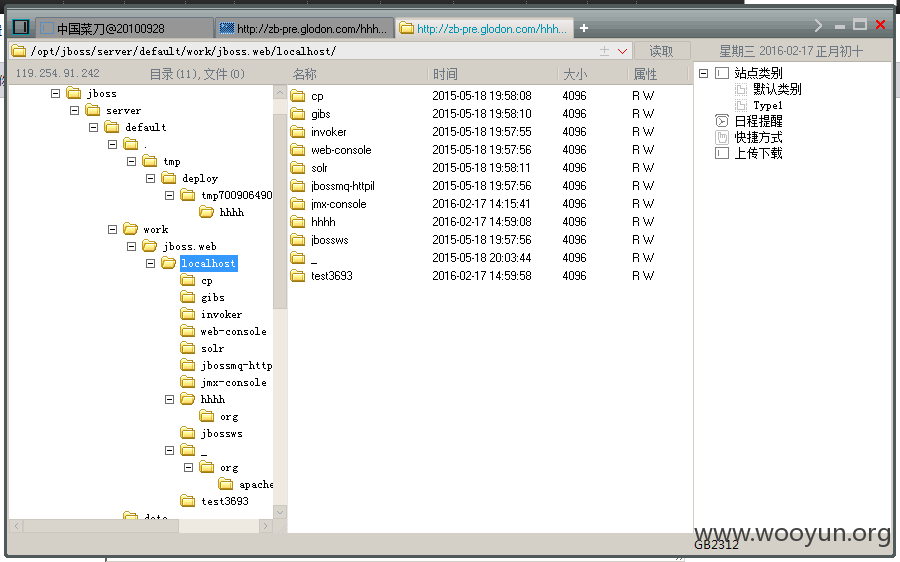 中国菜刀@20100928 http://zb-pre.glodon.com/hhh... http://zb-pre.glodon.com/hhh...
/opt/jboss/server/default/work/jboss.web/localhost/ 读取 星期三 2016-02-17 正月初十
119.254.91.242 目录(11),文件(0) 名称 时间 大小 属性
jboss
server
default
.
tmp
deploy
tmp700906490
hhhh
work
jboss.web
localhost
cp
gibs
invoker
web-console
solr
jbossmq-http
jmx-console
hhhh
org
jbossws
_
org
apache
test3693
data
cp 2015-05-18 19:58:08 4096 R W
gibs 2015-05-18 19:58:10 4096 R W
invoker 2015-05-18 19:57:55 4096 R W
web-console 2015-05-18 19:57:56 4096 R W
solr 2015-05-18 19:58:11 4096 R W
jbossmq-httpil 2015-05-18 19:57:56 4096 R W
jmx-console 2016-02-17 14:15:41 4096 R W
hhhh 2016-02-17 14:59:08 4096 R W
jbossws 2015-05-18 19:57:56 4096 R W
_ 2015-05-18 20:03:44 4096 R W
test3693 2016-02-17 14:59:58 4096 R W
站点类别
默认类别
Type1
日程提醒
快捷方式
上传下载
www.wooyun.org
GB2312